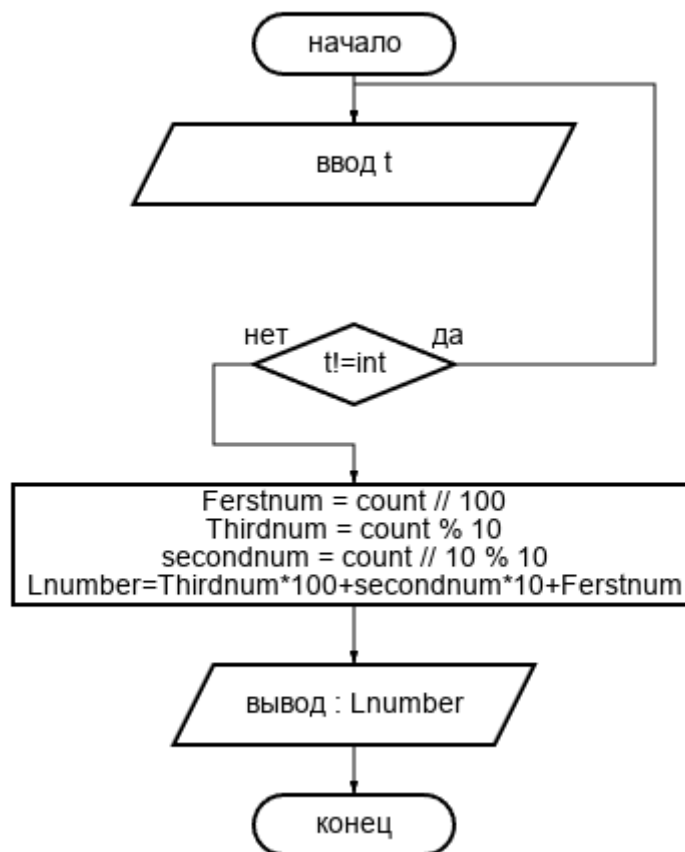 начало
ввод t
нет
да
t!=int
Ferstnum = count // 100
Thirdnum = count % 10
secondnum = count // 10 % 10
Lnumber=Thirdnum*100+secondnum*10+Ferstnum
вывод : Lnumber
конец